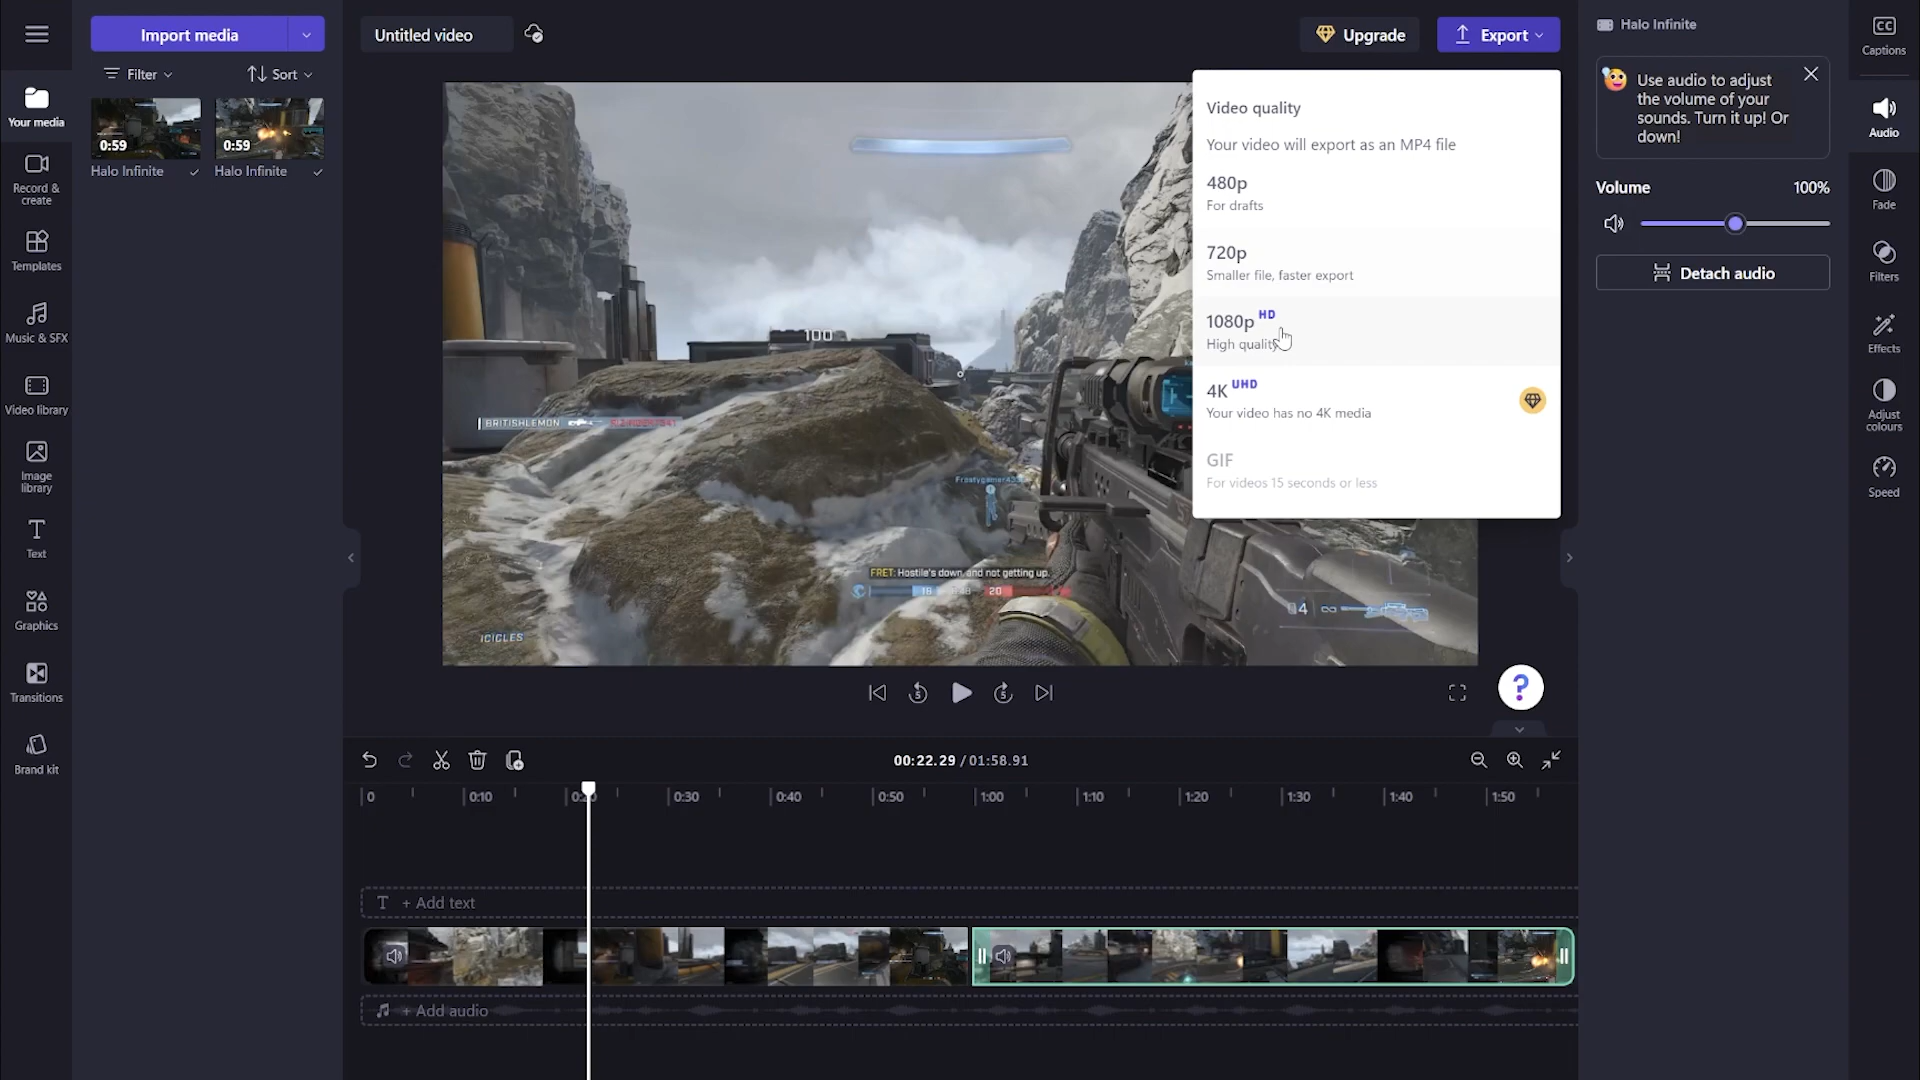 Import media
Filter
Sort
0:59
0:59
Halo Infinite
Halo Infinite
Your media
Record &
create
Templates
Music & SFX
Video library
Image
library
Text
Graphics
Transitions
Brand kit
Untitled video
Upgrade
Export
Video quality
Your video will export as an MP4 file
480p
For drafts
720p
Smaller file, faster export
1080p HD
High quality
4K UHD
Your video has no 4K media
GIF
For videos 15 seconds or less
100
BRITISHLEMON
FRET: Hostile's down, and not getting up.
18
20
4
ICICLES
5
5
?
00:22.29 / 01:58.91
0
0:10
0:30
0:40
0:50
1:00
1:10
1:20
1:30
1:40
1:50
T + Add text
+ Add audio
Halo Infinite
Use audio to adjust
the volume of your
sounds. Turn it up! Or
down!
Volume
100%
Detach audio
CC
Captions
Audio
Fade
Filters
Effects
Adjust
colours
Speed